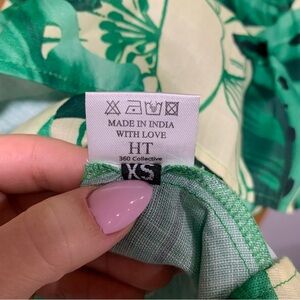 MADE IN INDIA
WITH LOVE
HT
360 Collective
XS